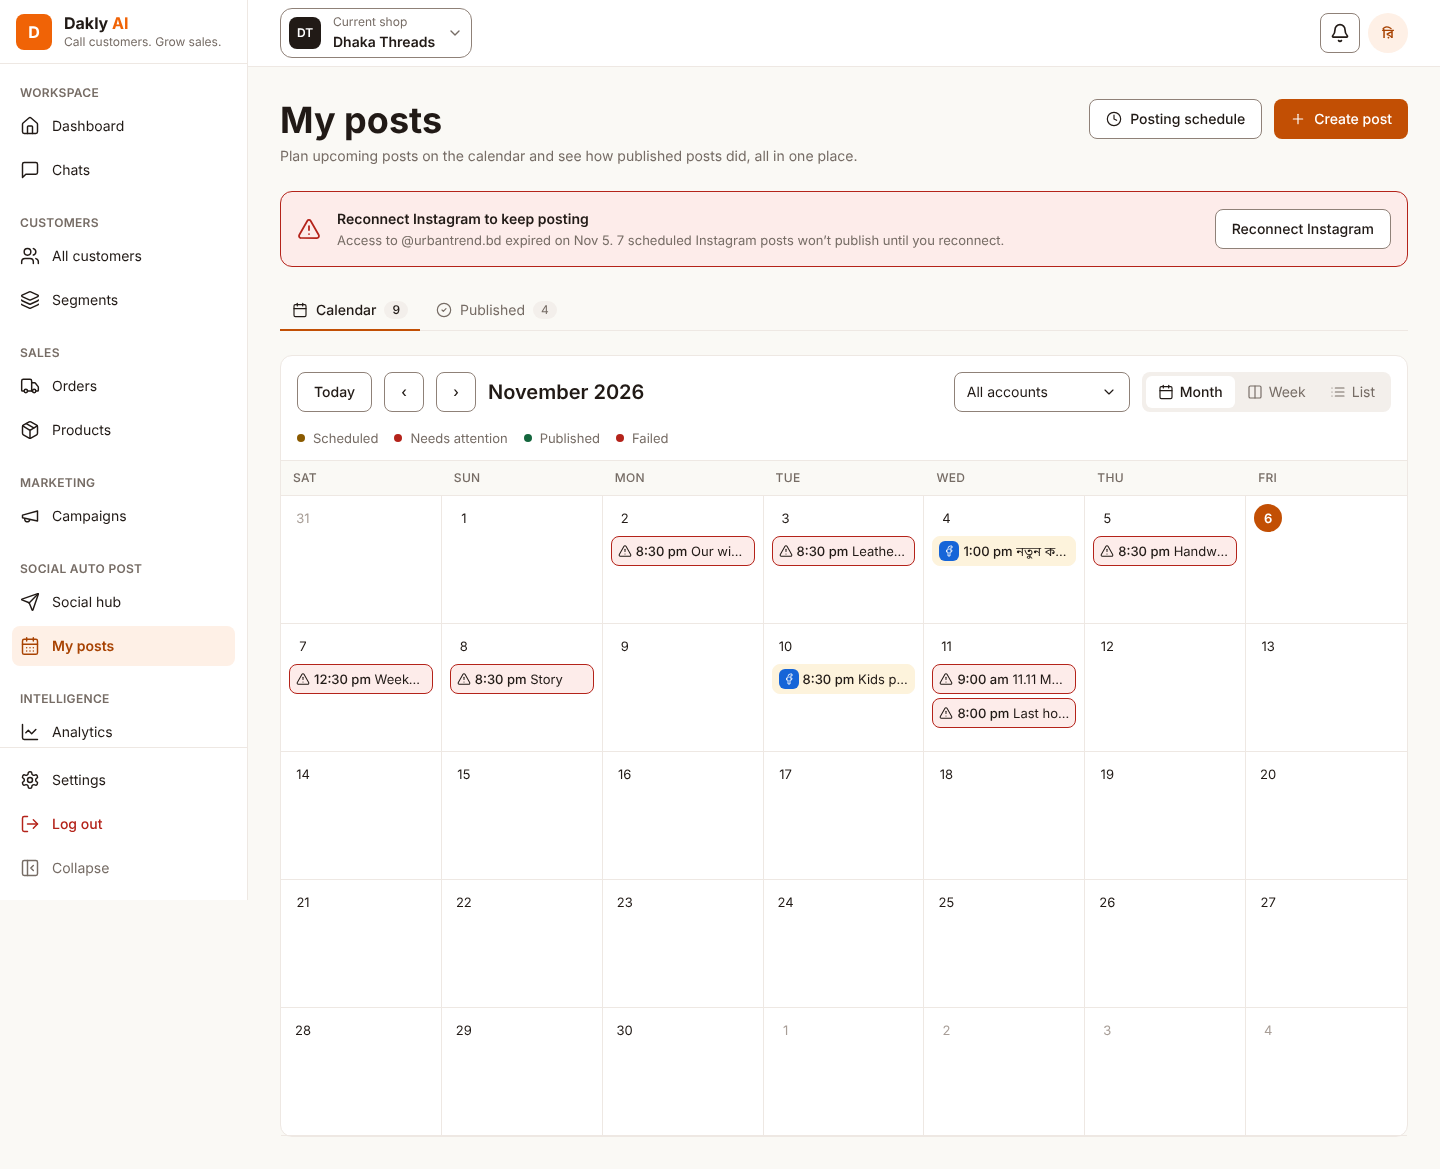 D
Dakly AI
Call customers. Grow sales.
DT
Current shop
Dhaka Threads
রি
WORKSPACE
Dashboard
Chats
CUSTOMERS
All customers
Segments
SALES
Orders
Products
MARKETING
Campaigns
SOCIAL AUTO POST
Social hub
My posts
INTELLIGENCE
Analytics
Settings
Log out
Collapse
My posts
Plan upcoming posts on the calendar and see how published posts did, all in one place.
Posting schedule
Create post
Reconnect Instagram to keep posting
Access to @urbantrend.bd expired on Nov 5. 7 scheduled Instagram posts won’t publish until you reconnect.
Reconnect Instagram
Calendar 9
Published 4
Today ‹ › November 2026
All accounts
Month Week List
Scheduled Needs attention Published Failed
SAT SUN MON TUE WED THU FRI
31 1 2 3 4 5 6
8:30 pm Our wi...
8:30 pm Leathe...
1:00 pm নতুন ক...
8:30 pm Handw...
7 8 9 10 11 12 13
12:30 pm Week...
8:30 pm Story
8:30 pm Kids p...
9:00 am 11.11 M...
8:00 pm Last ho...
14 15 16 17 18 19 20
21 22 23 24 25 26 27
28 29 30 1 2 3 4